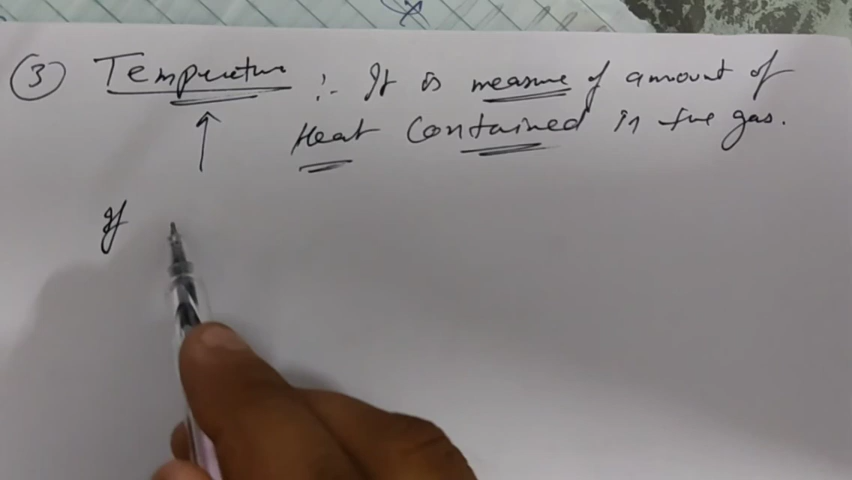 ③ Temperature :- It is measure of amount of
Heat Contained in the gas.
If